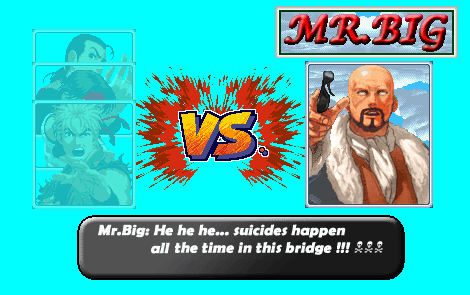 MR.BIG
VS.
Mr.Big: He he he... suicides happen
all the time in this bridge !!! ☠☠☠